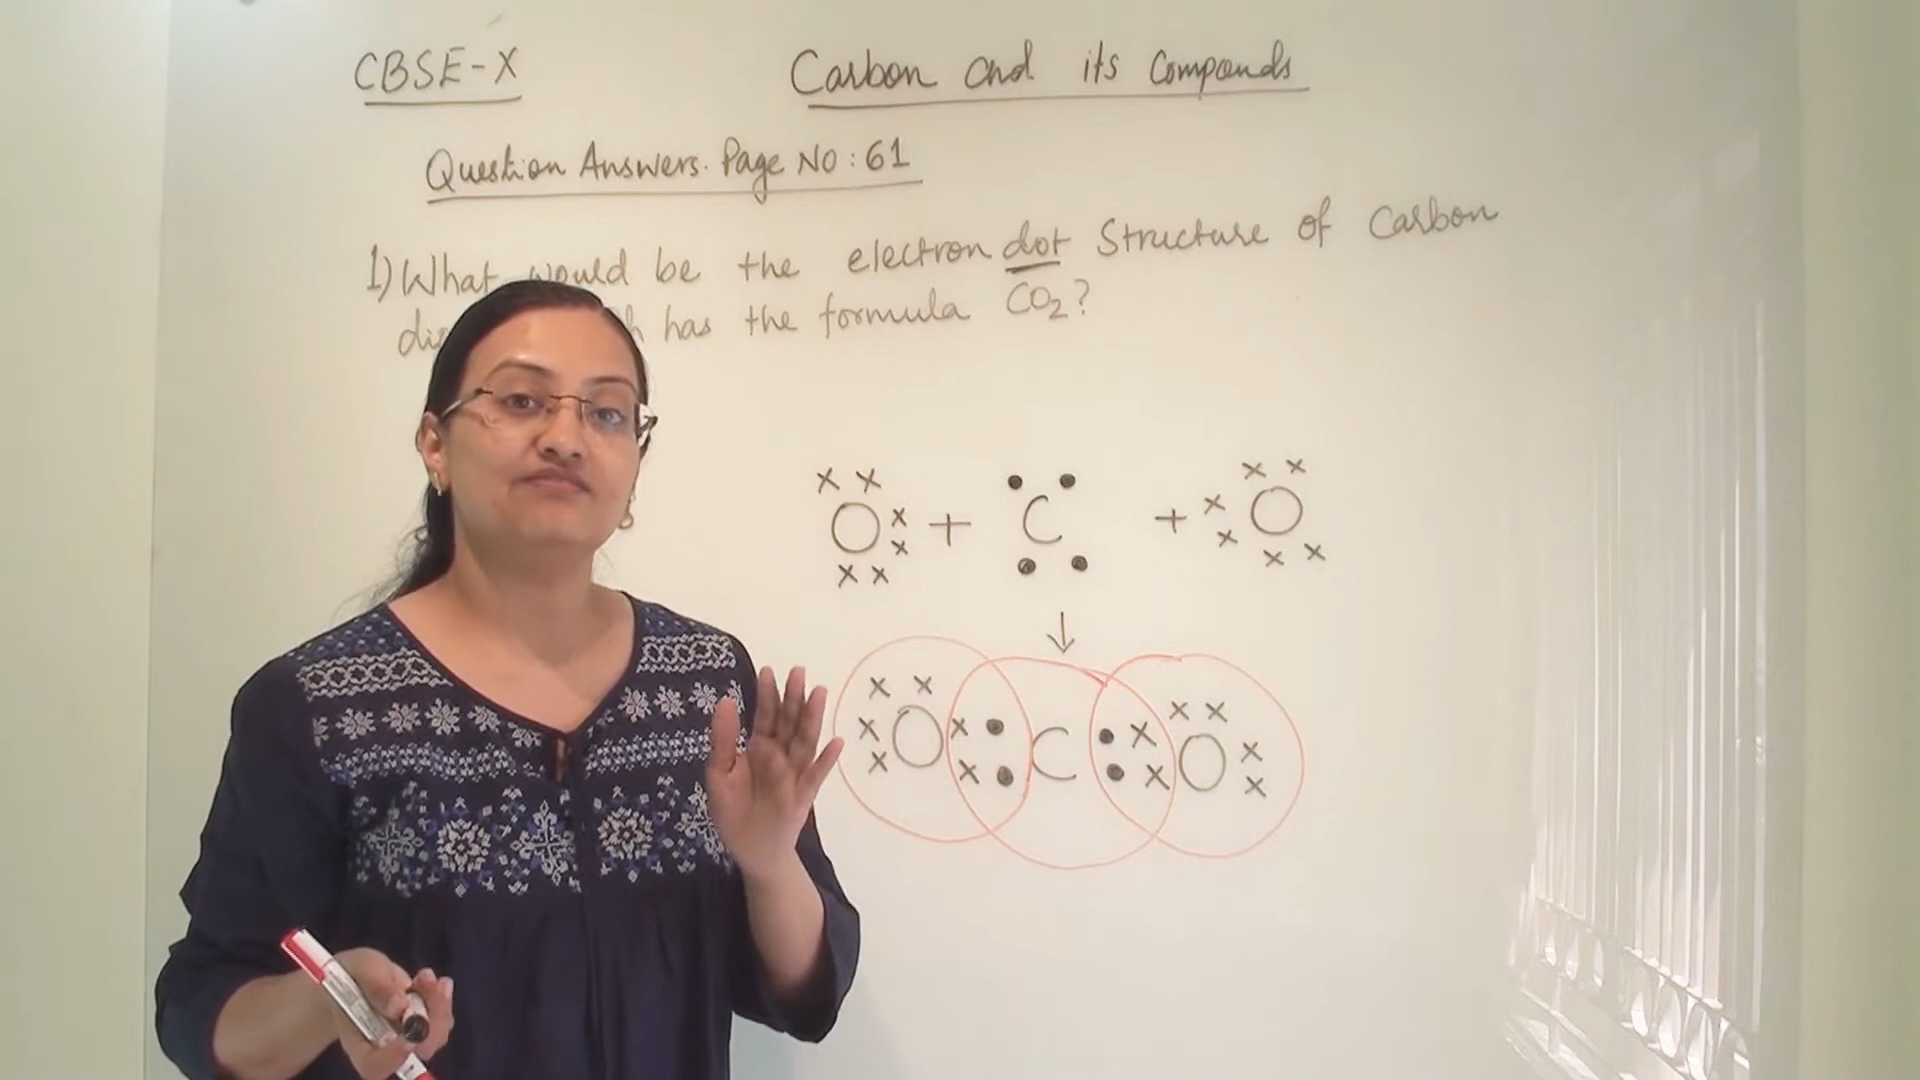 CBSE-X
Carbon and its Compounds
Question Answers. Page No: 61
1) What would be the electron dot structure of carbon
has the formula CO2?
O + C + O
↓
O C O